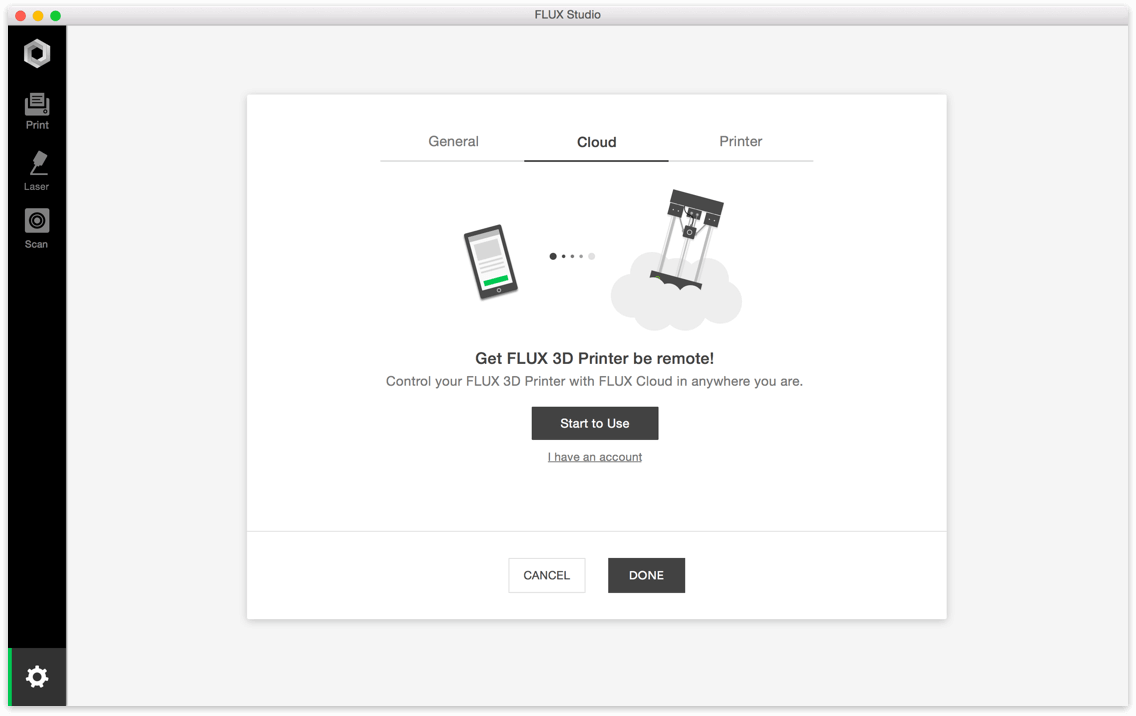 FLUX Studio
Print
Laser
Scan
General
Cloud
Printer
Get FLUX 3D Printer be remote!
Control your FLUX 3D Printer with FLUX Cloud in anywhere you are.
Start to Use
I have an account
CANCEL
DONE